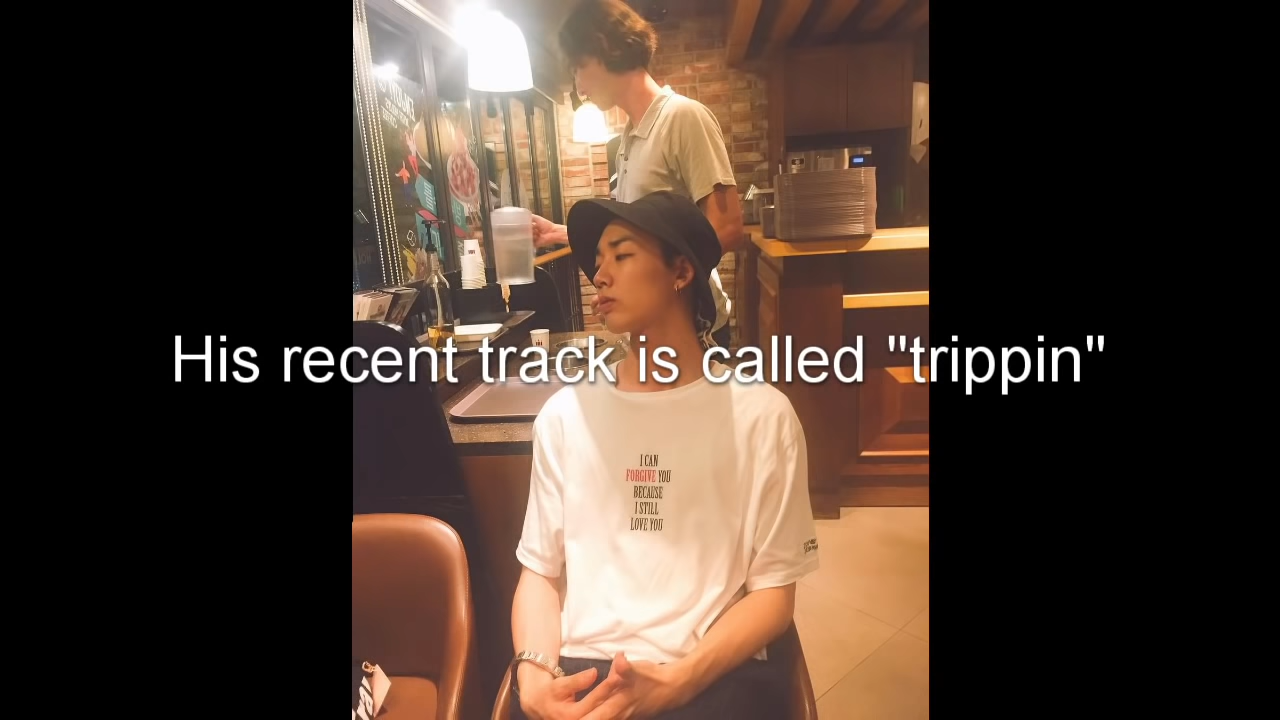 His recent track is called "trippin"
I CAN
FORGIVE YOU
BECAUSE
I STILL
LOVE YOU